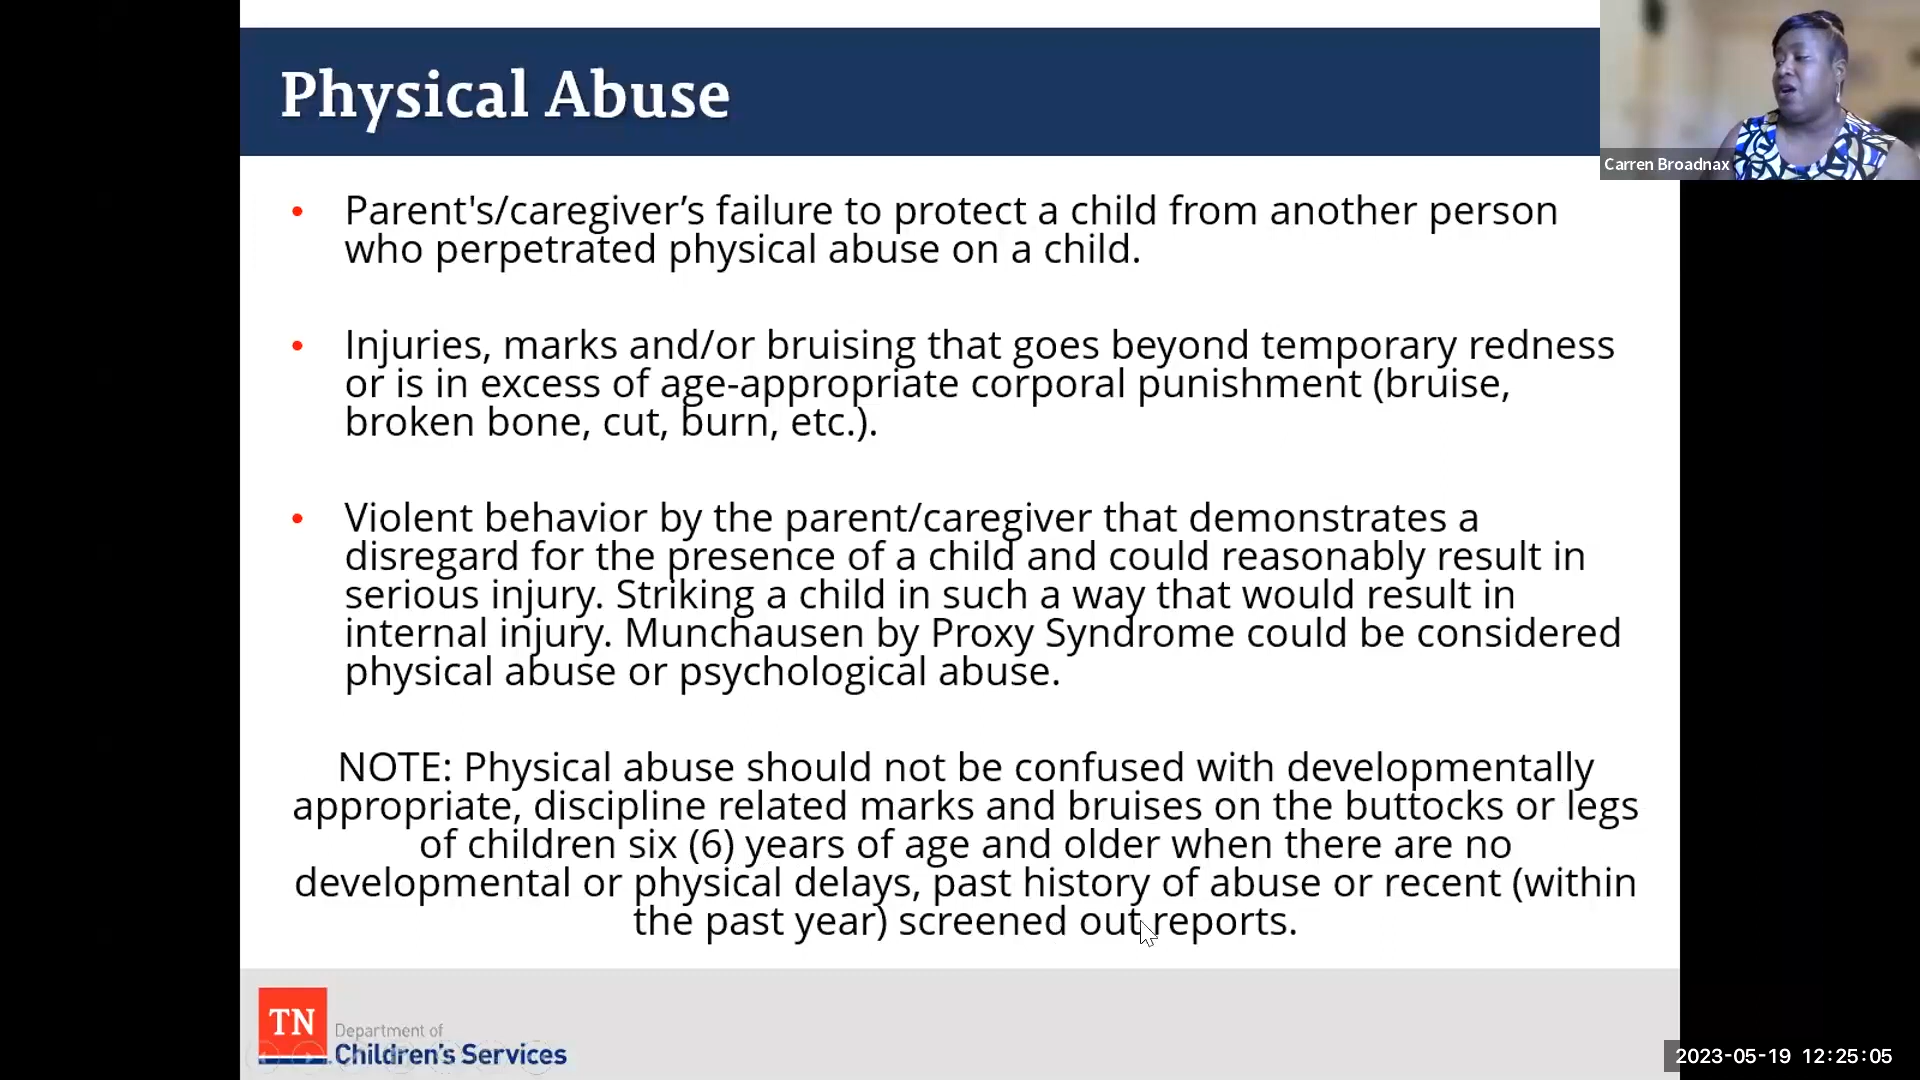 Physical Abuse
Carren Broadnax
• Parent's/caregiver’s failure to protect a child from another person
who perpetrated physical abuse on a child.
• Injuries, marks and/or bruising that goes beyond temporary redness
or is in excess of age-appropriate corporal punishment (bruise,
broken bone, cut, burn, etc.).
• Violent behavior by the parent/caregiver that demonstrates a
disregard for the presence of a child and could reasonably result in
serious injury. Striking a child in such a way that would result in
internal injury. Munchausen by Proxy Syndrome could be considered
physical abuse or psychological abuse.
NOTE: Physical abuse should not be confused with developmentally
appropriate, discipline related marks and bruises on the buttocks or legs
of children six (6) years of age and older when there are no
developmental or physical delays, past history of abuse or recent (within
the past year) screened out reports.
TN
Department of
Children's Services
2023-05-19 12:25:05